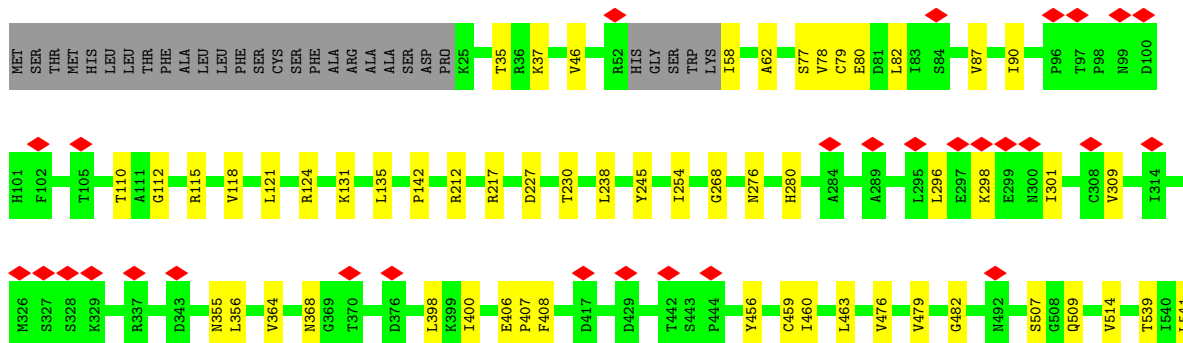 MET SER THR MET HIS LEU LEU THR PHE ALA LEU LEU PHE SER CYS SER PHE ALA ARG ALA ALA SER ASP PRO K25 T35 R36 K37 V46 R52 HIS GLY SER TRP LYS I58 A62 S77 V78 C79 E80 D81 L82 I83 S84 V87 I90 P96 T97 P98 N99 D100
H101 F102 T105 T110 A111 G112 R115 V118 L121 R124 K131 L135 P142 R212 R217 D227 T230 L238 Y245 I254 G268 N276 H280 A284 A289 L295 L296 E297 K298 E299 N300 I301 C308 V309 I314
M326 S327 S328 K329 R337 D343 N355 L356 V364 N368 G369 T370 D376 L398 K399 I400 E406 P407 F408 D417 D429 T442 S443 P444 Y456 C459 I460 L463 V476 V479 G482 N492 S507 G508 Q509 V514 T539 I540 L541